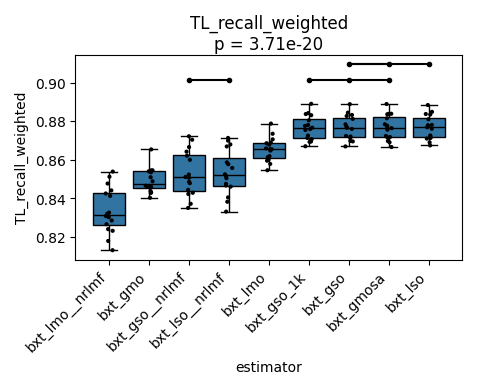 TL_recall_weighted
p = 3.71e-20
TL_recall_weighted
0.90
0.88
0.86
0.84
0.82
bxt_lmo__nrlmf
bxt_gmo
bxt_gso__nrlmf
bxt_lso__nrlmf
bxt_lmo
bxt_gso_1k
bxt_gso
bxt_gmosa
bxt_lso
estimator